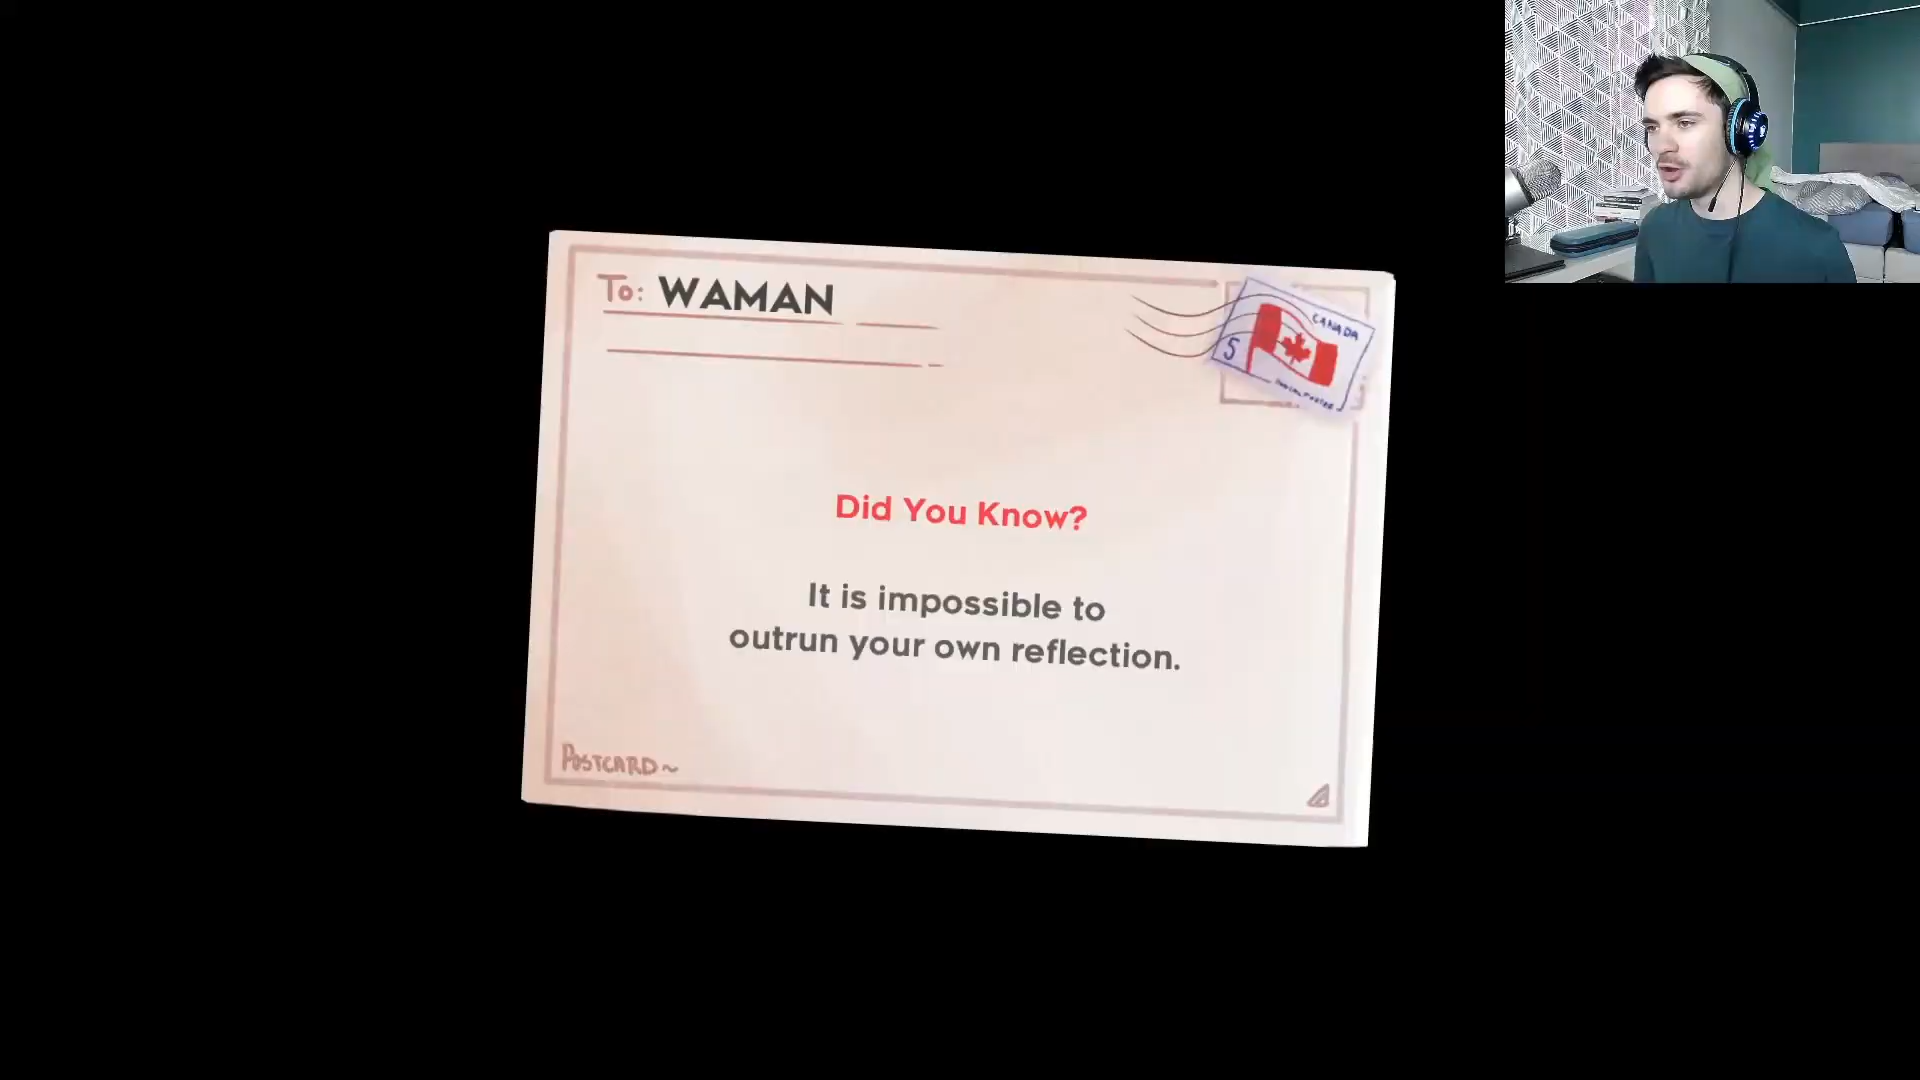 To: WAMAN
CANADA
5
Did You Know?
It is impossible to
outrun your own reflection.
POSTCARD~